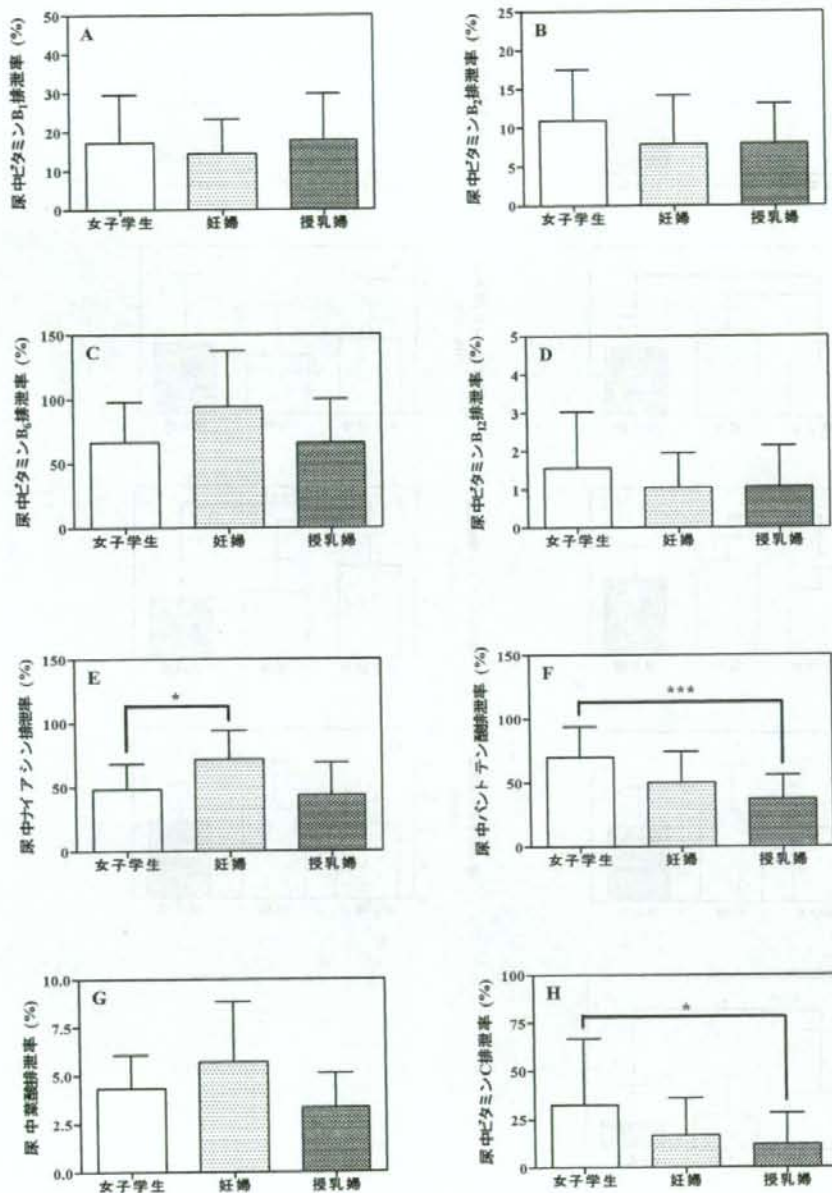 A
尿中ビタミンB₁排泄率 (%)
50
40
30
20
10
0
女子学生 妊婦 授乳婦
B
尿中ビタミンB₂排泄率 (%)
25
20
15
10
5
0
女子学生 妊婦 授乳婦
C
尿中ビタミンB₆排泄率 (%)
150
100
50
0
女子学生 妊婦 授乳婦
D
尿中ビタミンB₁₂排泄率 (%)
5
4
3
2
1
0
女子学生 妊婦 授乳婦
E
尿中ナイアシン排泄率 (%)
150
100
50
0
*
女子学生 妊婦 授乳婦
F
尿中パントテン酸排泄率 (%)
150
100
50
0
***
女子学生 妊婦 授乳婦
G
尿中葉酸排泄率 (%)
10.0
7.5
5.0
2.5
0.0
女子学生 妊婦 授乳婦
H
尿中ビタミンC排泄率 (%)
100
75
50
25
0
*
女子学生 妊婦 授乳婦